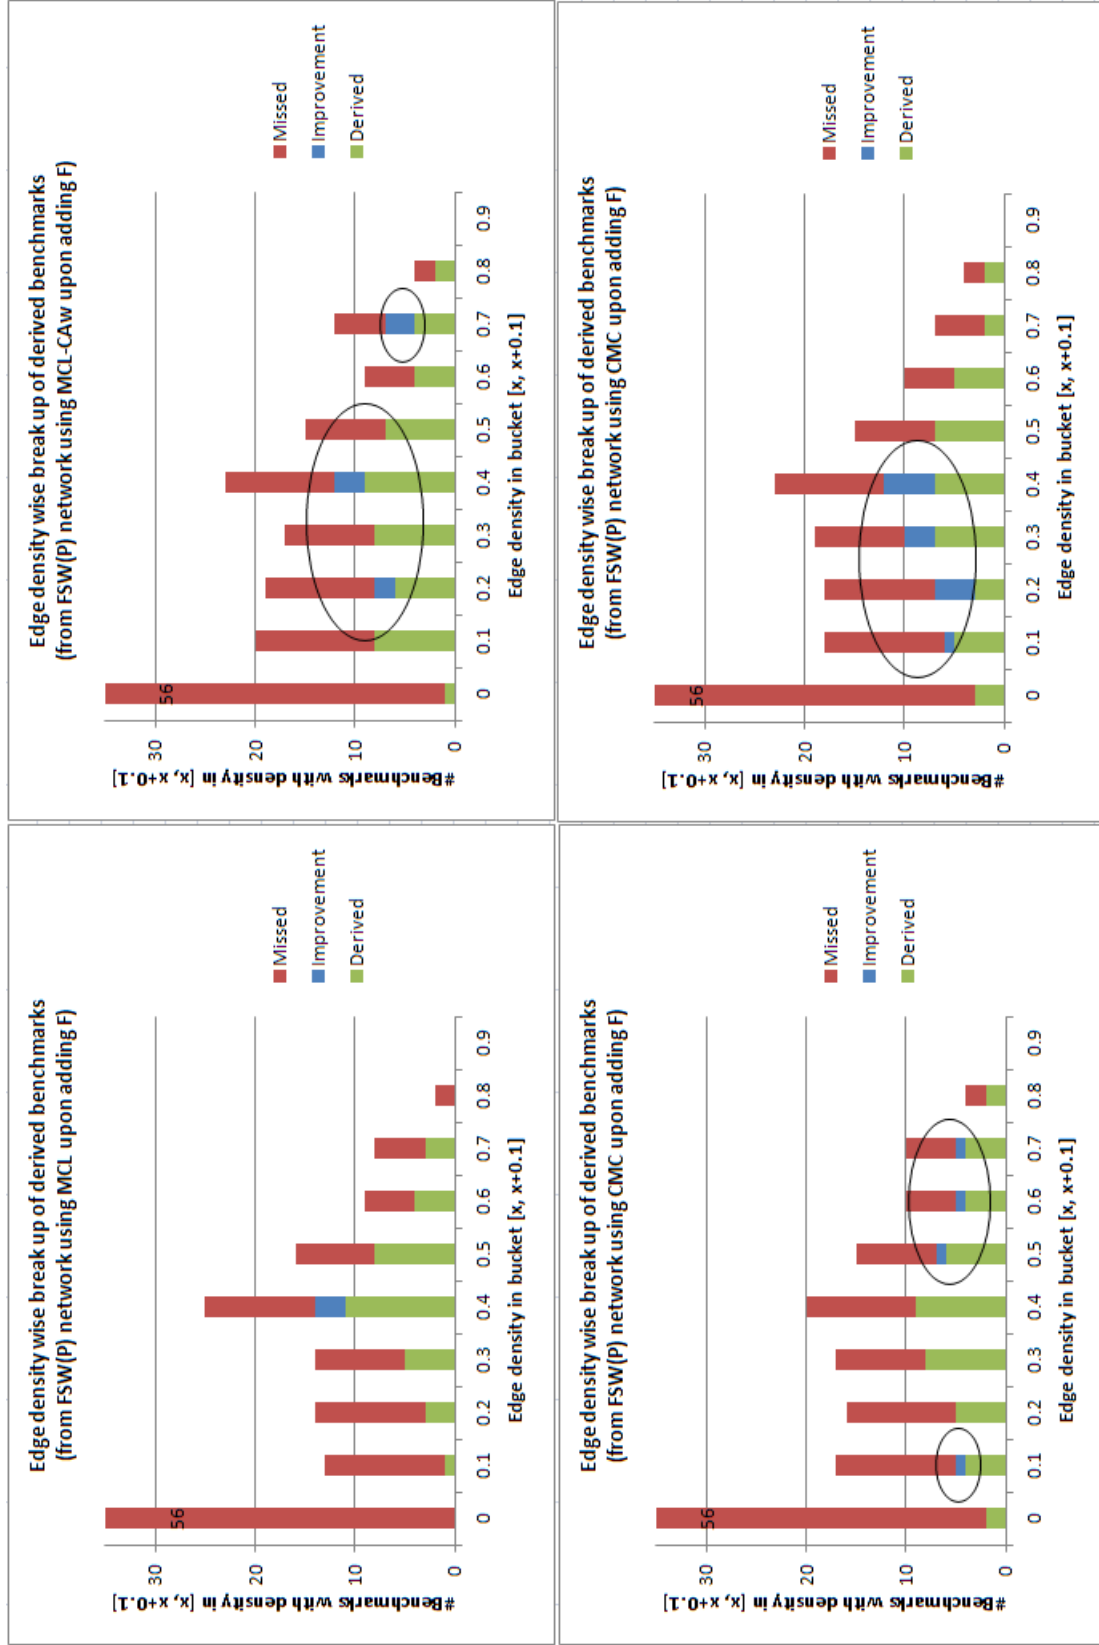 Edge density wise break up of derived benchmarks
(from FSW(P) network using MCL upon adding F)
#Benchmarks with density in [x, x+0.1]
30
20
10
0
56
0 0.1 0.2 0.3 0.4 0.5 0.6 0.7 0.8 0.9
Edge density in bucket [x, x+0.1]
Missed
Improvement
Derived
Edge density wise break up of derived benchmarks
(from FSW(P) network using MCL-CAw upon adding F)
#Benchmarks with density in [x, x+0.1]
30
20
10
0
56
0 0.1 0.2 0.3 0.4 0.5 0.6 0.7 0.8 0.9
Edge density in bucket [x, x+0.1]
Missed
Improvement
Derived
Edge density wise break up of derived benchmarks
(from FSW(P) network using CMC upon adding F)
#Benchmarks with density in [x, x+0.1]
30
20
10
0
56
0 0.1 0.2 0.3 0.4 0.5 0.6 0.7 0.8 0.9
Edge density in bucket [x, x+0.1]
Missed
Improvement
Derived
Edge density wise break up of derived benchmarks
(from FSW(P) network using CMC upon adding F)
#Benchmarks with density in [x, x+0.1]
30
20
10
0
56
0 0.1 0.2 0.3 0.4 0.5 0.6 0.7 0.8 0.9
Edge density in bucket [x, x+0.1]
Missed
Improvement
Derived